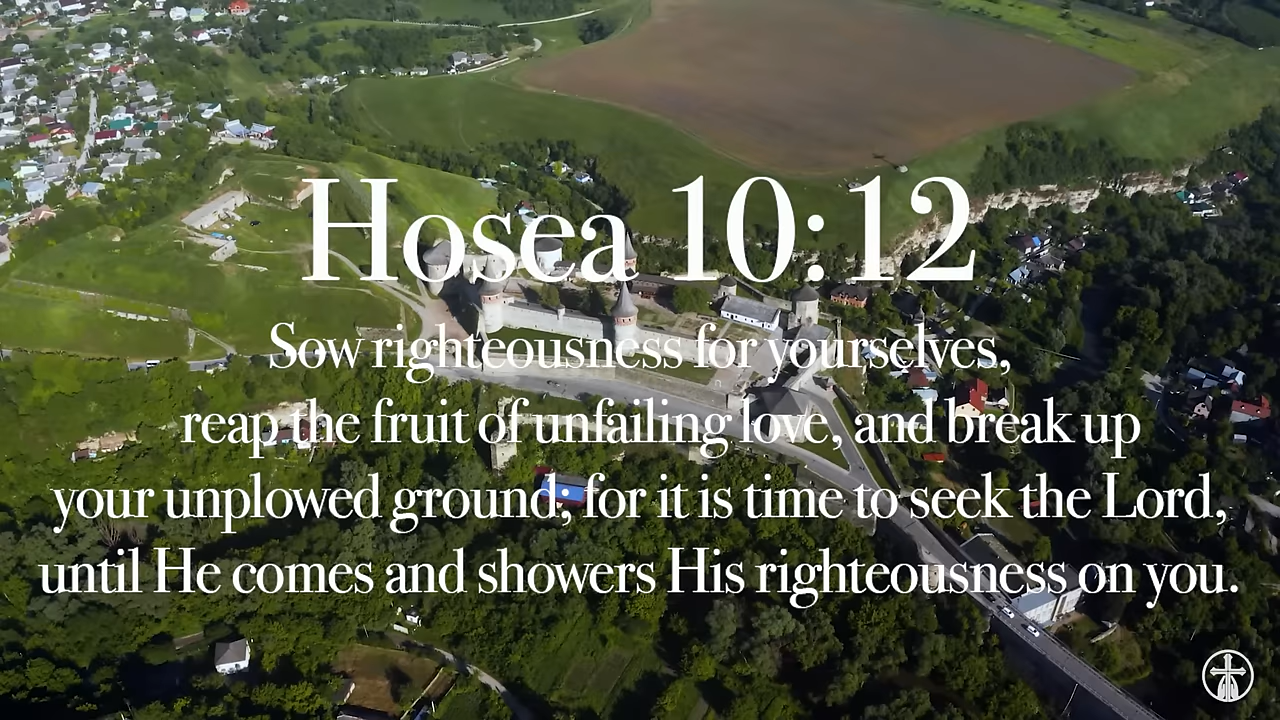 Hosea 10:12
Sow righteousness for yourselves,
reap the fruit of unfailing love, and break up
your unplowed ground; for it is time to seek the Lord,
until He comes and showers His righteousness on you.